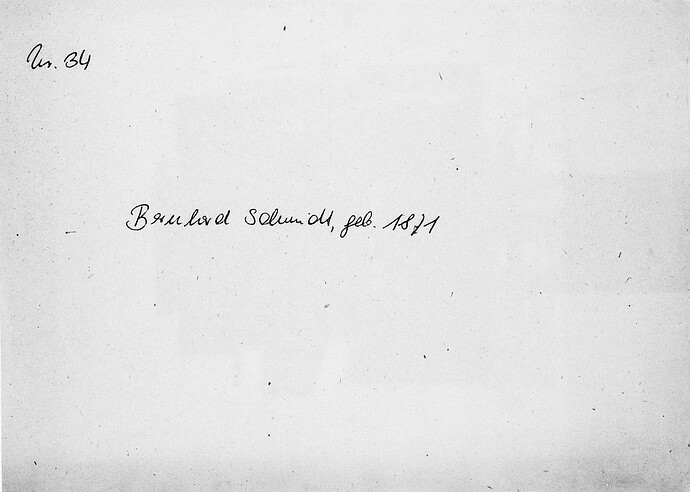 Nr. 34
Bernhard Schmidt, geb. 1871